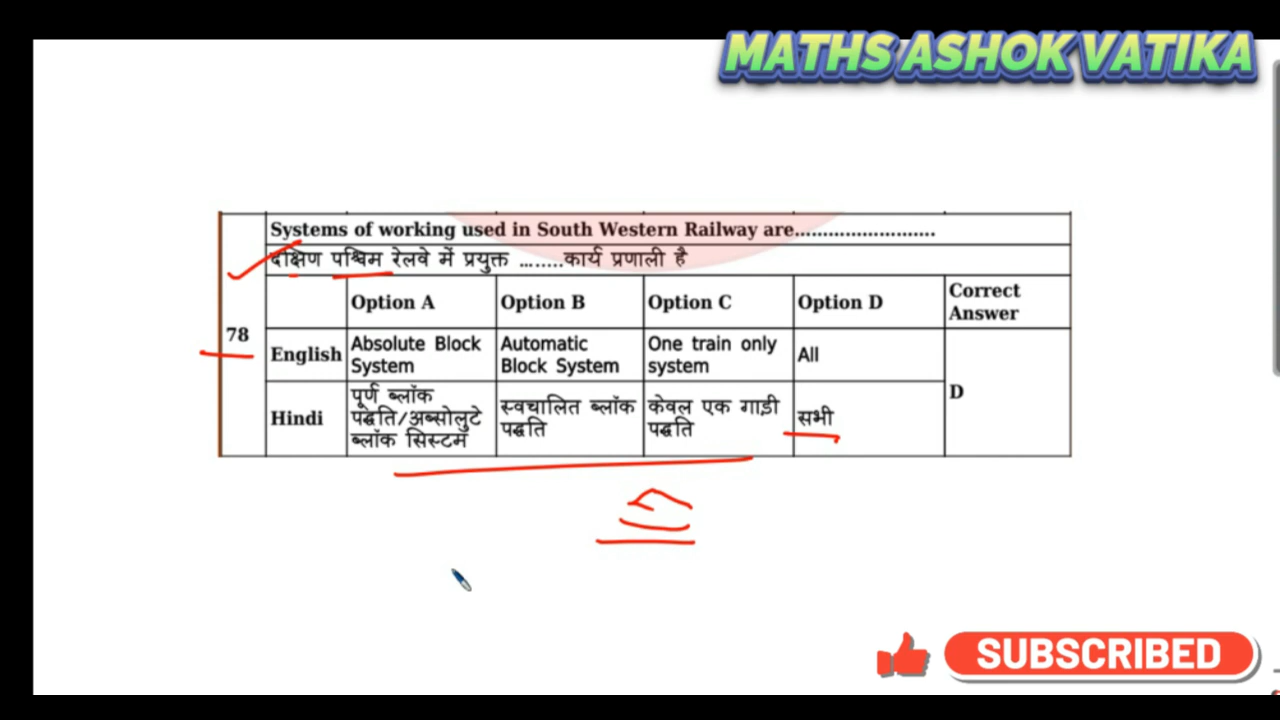 MATHS ASHOK VATIKA
Systems of working used in South Western Railway are.........................
दक्षिण पश्चिम रेलवे में प्रयुक्त ........कार्य प्रणाली है
78
Option A
Option B
Option C
Option D
Correct
Answer
English
Absolute Block
System
Automatic
Block System
One train only
system
All
D
Hindi
पूर्ण ब्लॉक
पद्धति/अब्सोलुटे
ब्लॉक सिस्टम
स्वचालित ब्लॉक
पद्धति
केवल एक गाडी
पद्धति
सभी
SUBSCRIBED